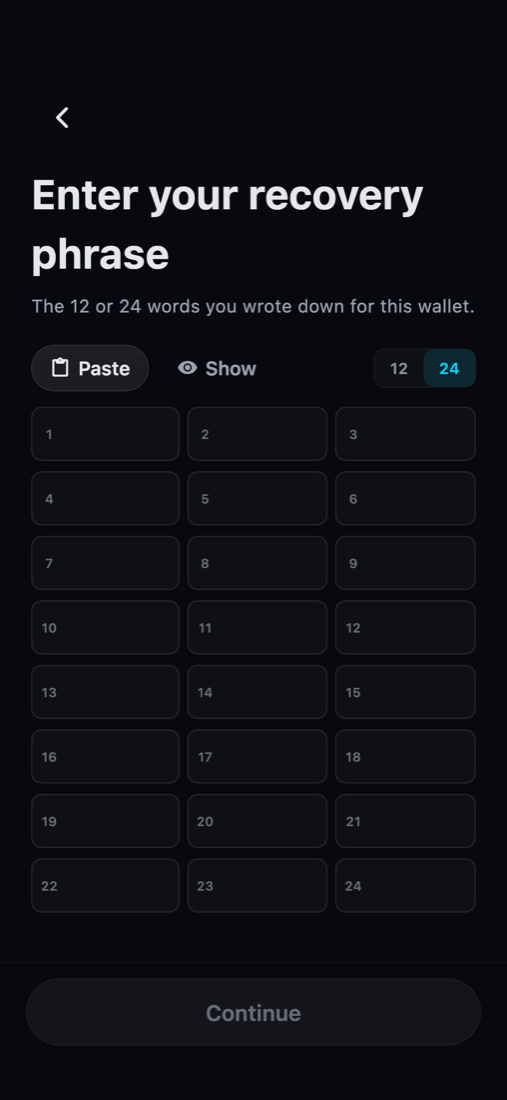 Enter your recovery
phrase
The 12 or 24 words you wrote down for this wallet.
Paste Show 12 24
1 2 3
4 5 6
7 8 9
10 11 12
13 14 15
16 17 18
19 20 21
22 23 24
Continue